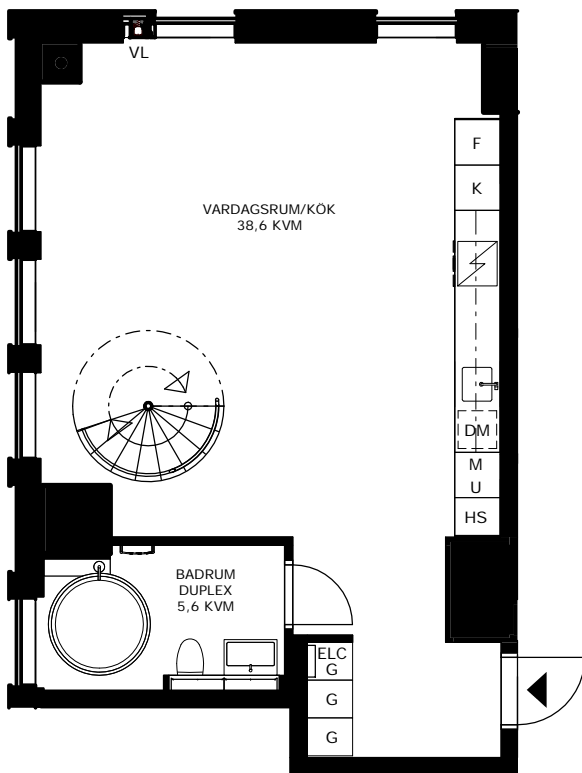 VL
F
K
VARDAGSRUM/KÖK
38,6 KVM
DM
M
U
HS
BADRUM
DUPLEX
5,6 KVM
ELC
G
G
G